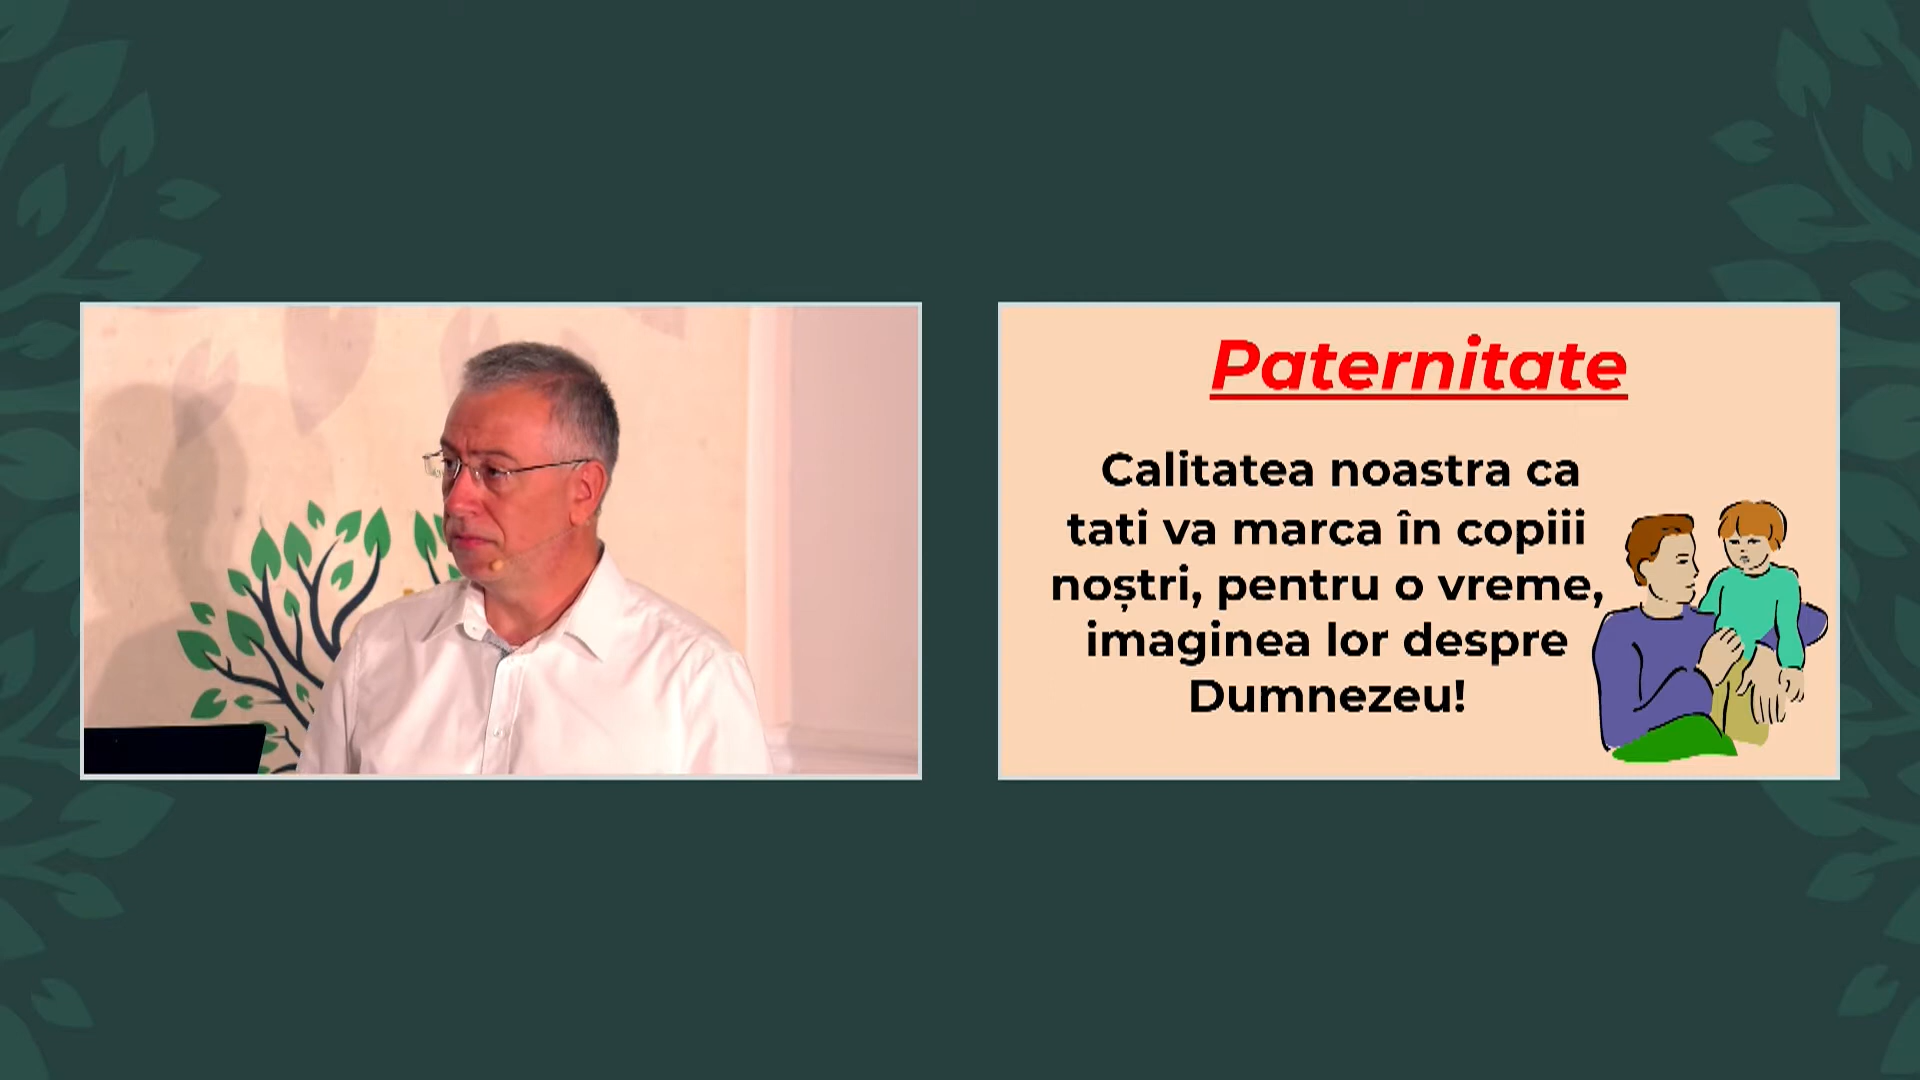 Paternitate
Calitatea noastra ca
tati va marca în copiii
noștri, pentru o vreme,
imaginea lor despre
Dumnezeu!